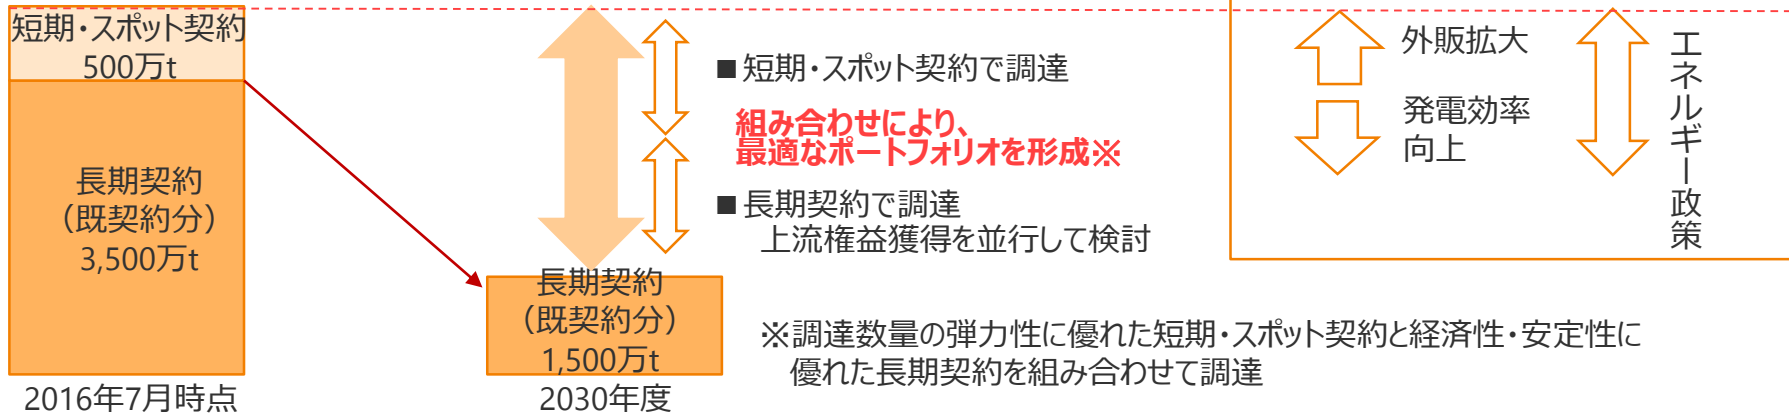 短期・スポット契約
500万t
長期契約
（既契約分）
3,500万t
2016年7月時点
■短期・スポット契約で調達
組み合わせにより、
最適なポートフォリオを形成※
■長期契約で調達
上流権益獲得を並行して検討
長期契約
（既契約分）
1,500万t
2030年度
※調達数量の弾力性に優れた短期・スポット契約と経済性・安定性に
優れた長期契約を組み合わせて調達
外販拡大
発電効率
向上
エネルギー政策